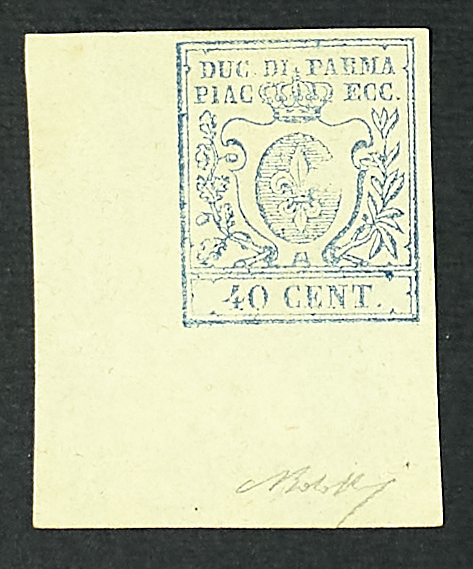 DUC. DI PARMA
PIAC ECC.
40 CENT.